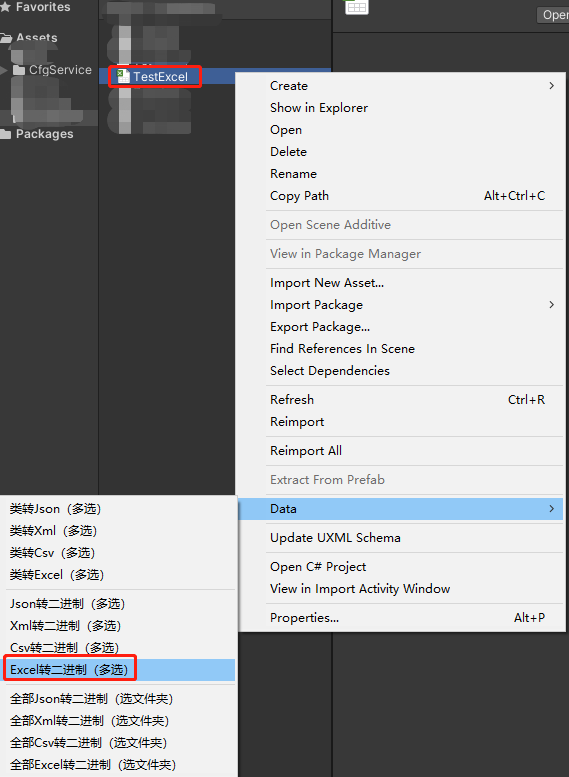 Favorites
Assets
CfgService
Packages
TestExcel
Open
Create
Show in Explorer
Open
Delete
Rename
Copy Path Alt+Ctrl+C
Open Scene Additive
View in Package Manager
Import New Asset...
Import Package
Export Package...
Find References In Scene
Select Dependencies
Refresh Ctrl+R
Reimport
Reimport All
Extract From Prefab
Data
Update UXML Schema
Open C# Project
View in Import Activity Window
Properties... Alt+P
类转Json（多选）
类转Xml（多选）
类转Csv（多选）
类转Excel（多选）
Json转二进制（多选）
Xml转二进制（多选）
Csv转二进制（多选）
Excel转二进制（多选）
全部Json转二进制（选文件夹）
全部Xml转二进制（选文件夹）
全部Csv转二进制（选文件夹）
全部Excel转二进制（选文件夹）